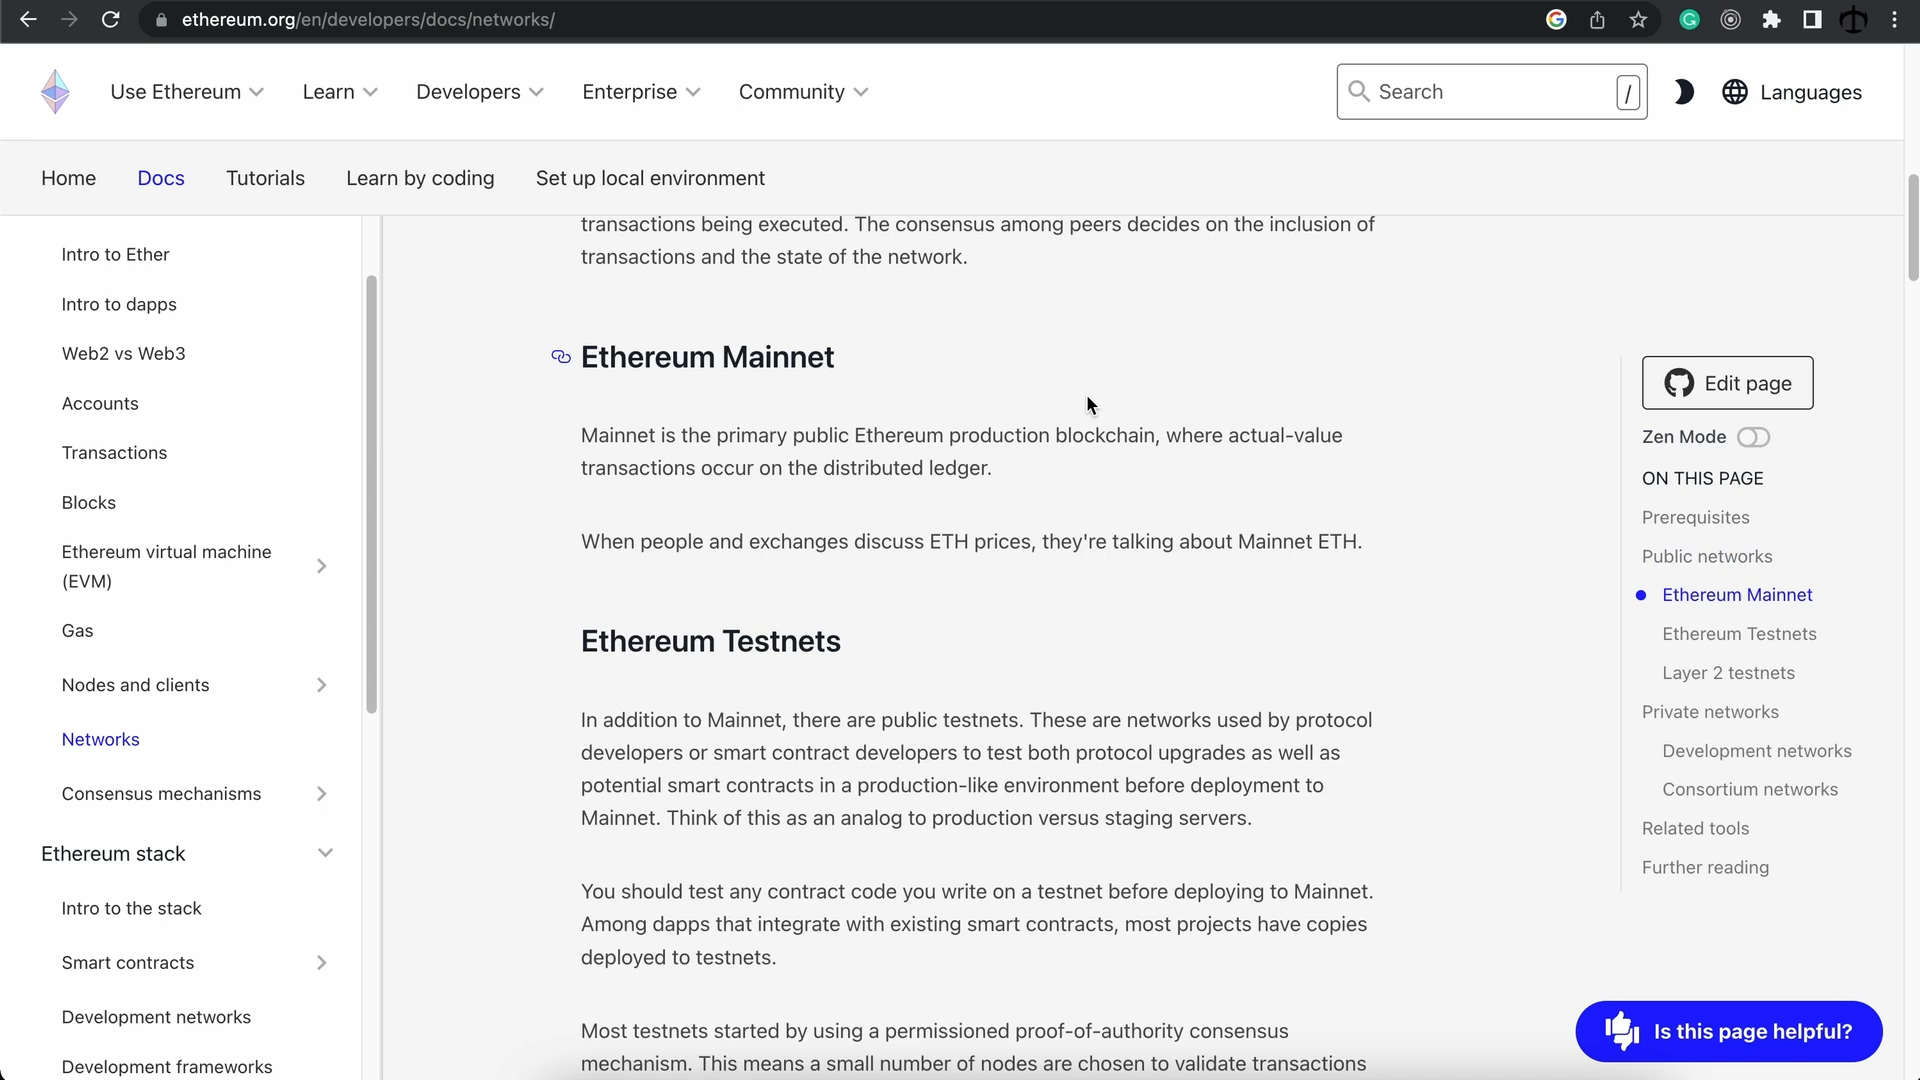 ethereum.org/en/developers/docs/networks/
Use Ethereum
Learn
Developers
Enterprise
Community
Search
/
Languages
Home
Docs
Tutorials
Learn by coding
Set up local environment
Intro to Ether
Intro to dapps
Web2 vs Web3
Accounts
Transactions
Blocks
Ethereum virtual machine
(EVM)
Gas
Nodes and clients
Networks
Consensus mechanisms
Ethereum stack
Intro to the stack
Smart contracts
Development networks
Development frameworks
transactions being executed. The consensus among peers decides on the inclusion of
transactions and the state of the network.
Ethereum Mainnet
Mainnet is the primary public Ethereum production blockchain, where actual-value
transactions occur on the distributed ledger.
When people and exchanges discuss ETH prices, they're talking about Mainnet ETH.
Ethereum Testnets
In addition to Mainnet, there are public testnets. These are networks used by protocol
developers or smart contract developers to test both protocol upgrades as well as
potential smart contracts in a production-like environment before deployment to
Mainnet. Think of this as an analog to production versus staging servers.
You should test any contract code you write on a testnet before deploying to Mainnet.
Among dapps that integrate with existing smart contracts, most projects have copies
deployed to testnets.
Most testnets started by using a permissioned proof-of-authority consensus
mechanism. This means a small number of nodes are chosen to validate transactions
Edit page
Zen Mode
ON THIS PAGE
Prerequisites
Public networks
Ethereum Mainnet
Ethereum Testnets
Layer 2 testnets
Private networks
Development networks
Consortium networks
Related tools
Further reading
Is this page helpful?